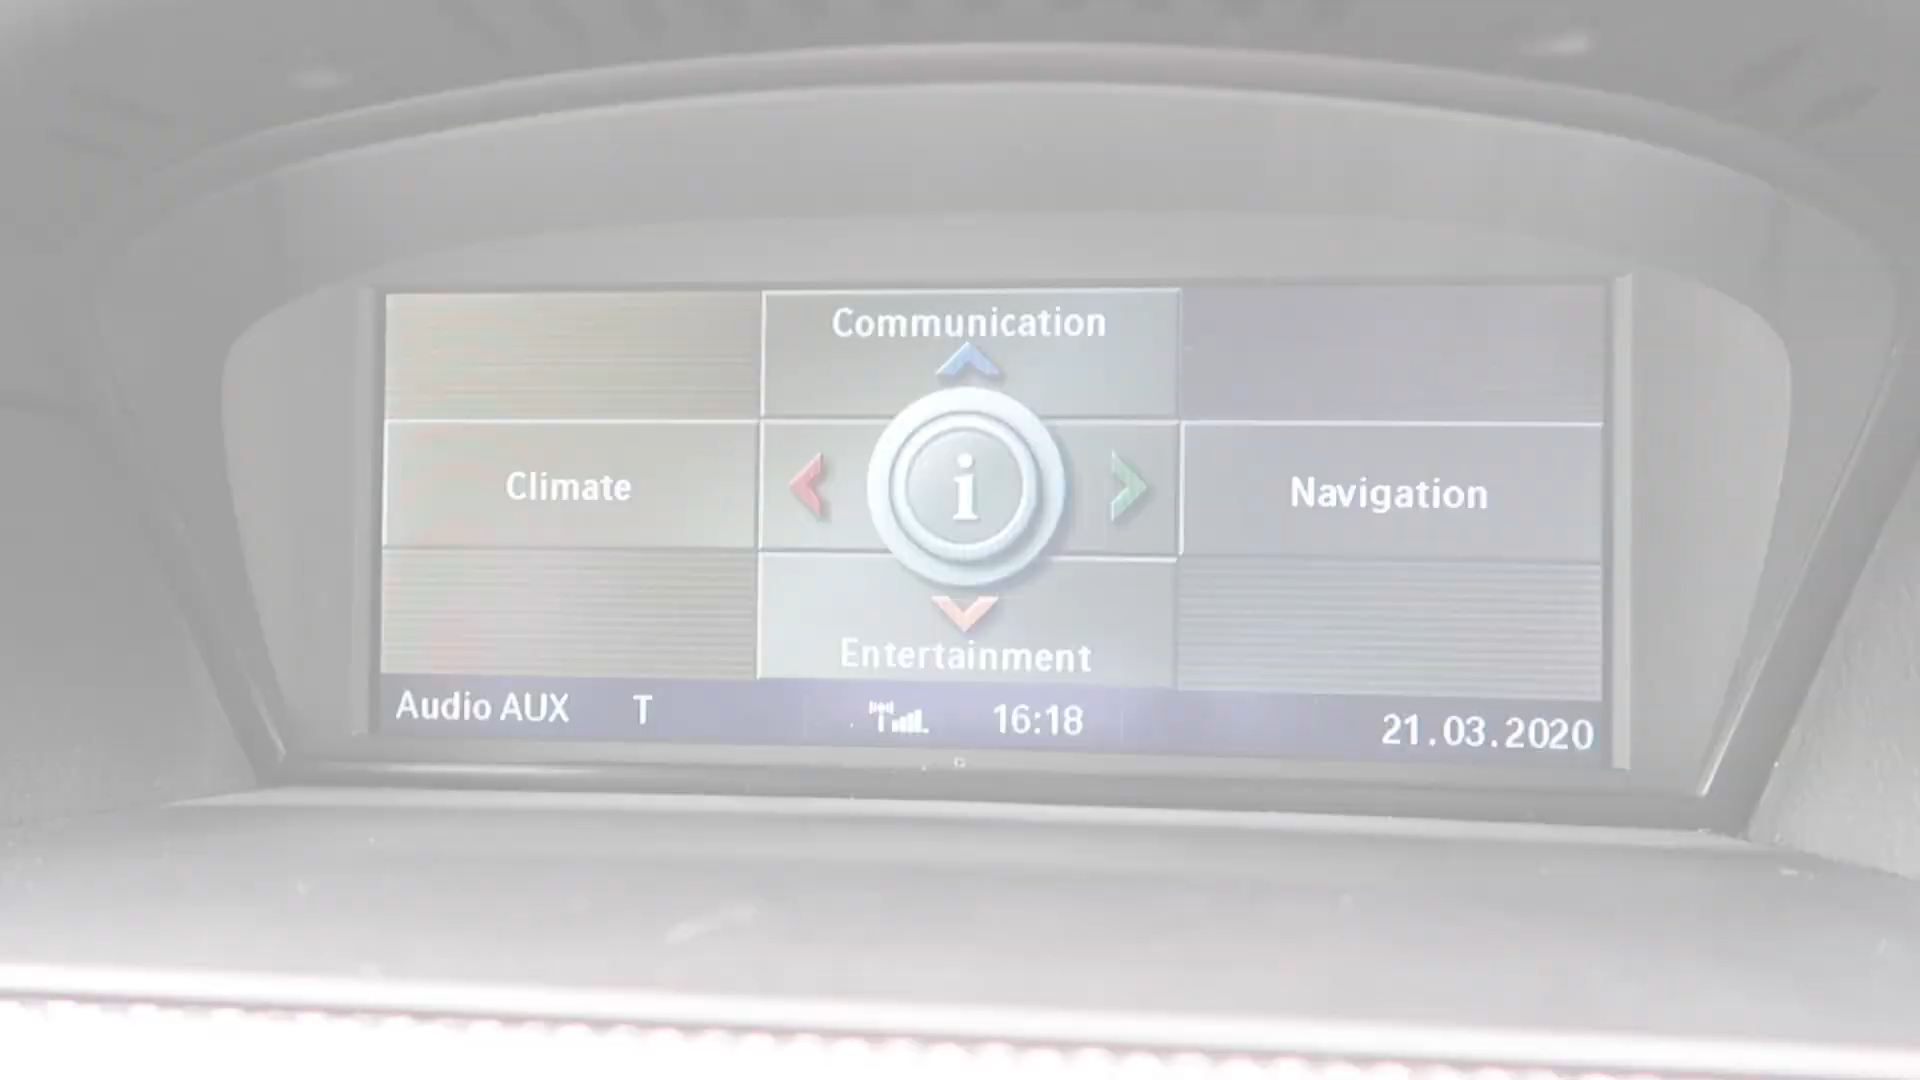 Communication
Climate
i
Navigation
Entertainment
Audio AUX T 16:18 21.03.2020